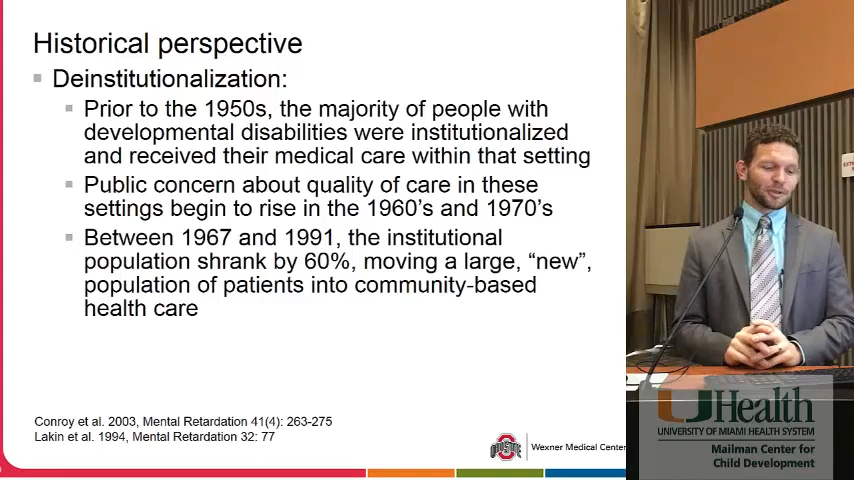 Historical perspective
Deinstitutionalization:
Prior to the 1950s, the majority of people with
developmental disabilities were institutionalized
and received their medical care within that setting
Public concern about quality of care in these
settings begin to rise in the 1960’s and 1970’s
Between 1967 and 1991, the institutional
population shrank by 60%, moving a large, “new”,
population of patients into community-based
health care
Conroy et al. 2003, Mental Retardation 41(4): 263-275
Lakin et al. 1994, Mental Retardation 32: 77
OHIO STATE
Wexner Medical Center
UHealth
UNIVERSITY OF MIAMI HEALTH SYSTEM
Mailman Center for
Child Development